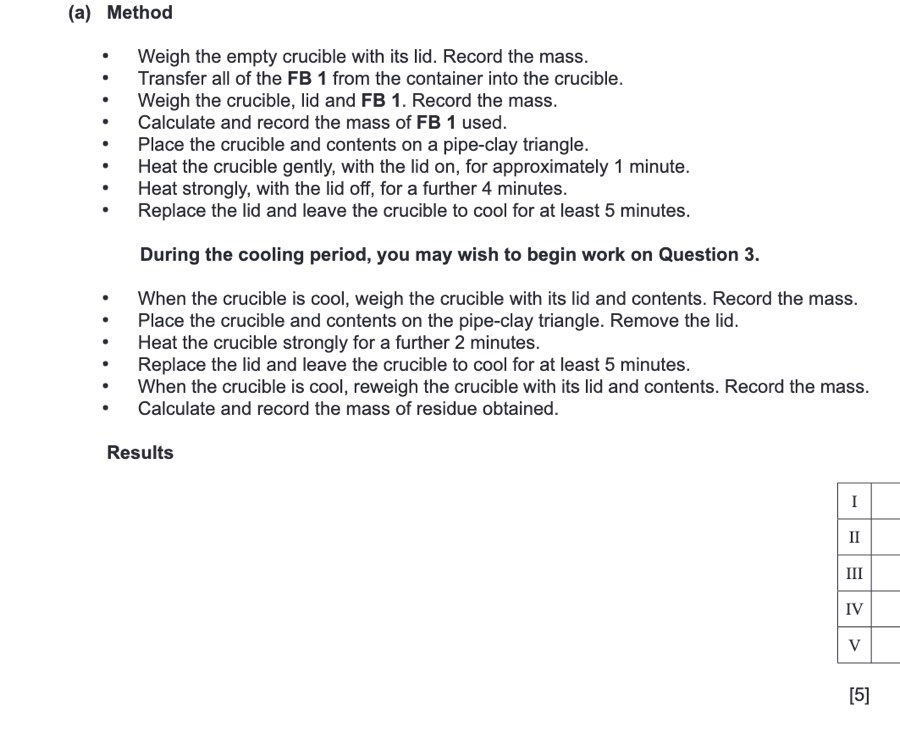 (a) Method
• Weigh the empty crucible with its lid. Record the mass.
• Transfer all of the FB 1 from the container into the crucible.
• Weigh the crucible, lid and FB 1. Record the mass.
• Calculate and record the mass of FB 1 used.
• Place the crucible and contents on a pipe-clay triangle.
• Heat the crucible gently, with the lid on, for approximately 1 minute.
• Heat strongly, with the lid off, for a further 4 minutes.
• Replace the lid and leave the crucible to cool for at least 5 minutes.
During the cooling period, you may wish to begin work on Question 3.
• When the crucible is cool, weigh the crucible with its lid and contents. Record the mass.
• Place the crucible and contents on the pipe-clay triangle. Remove the lid.
• Heat the crucible strongly for a further 2 minutes.
• Replace the lid and leave the crucible to cool for at least 5 minutes.
• When the crucible is cool, reweigh the crucible with its lid and contents. Record the mass.
• Calculate and record the mass of residue obtained.
Results
I
II
III
IV
V
[5]